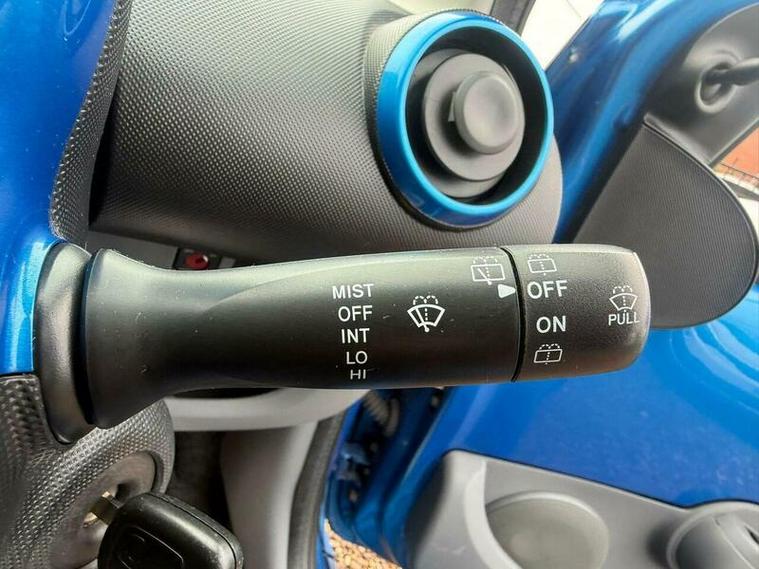 MIST
OFF
INT
LO
HI
OFF
ON
PULL